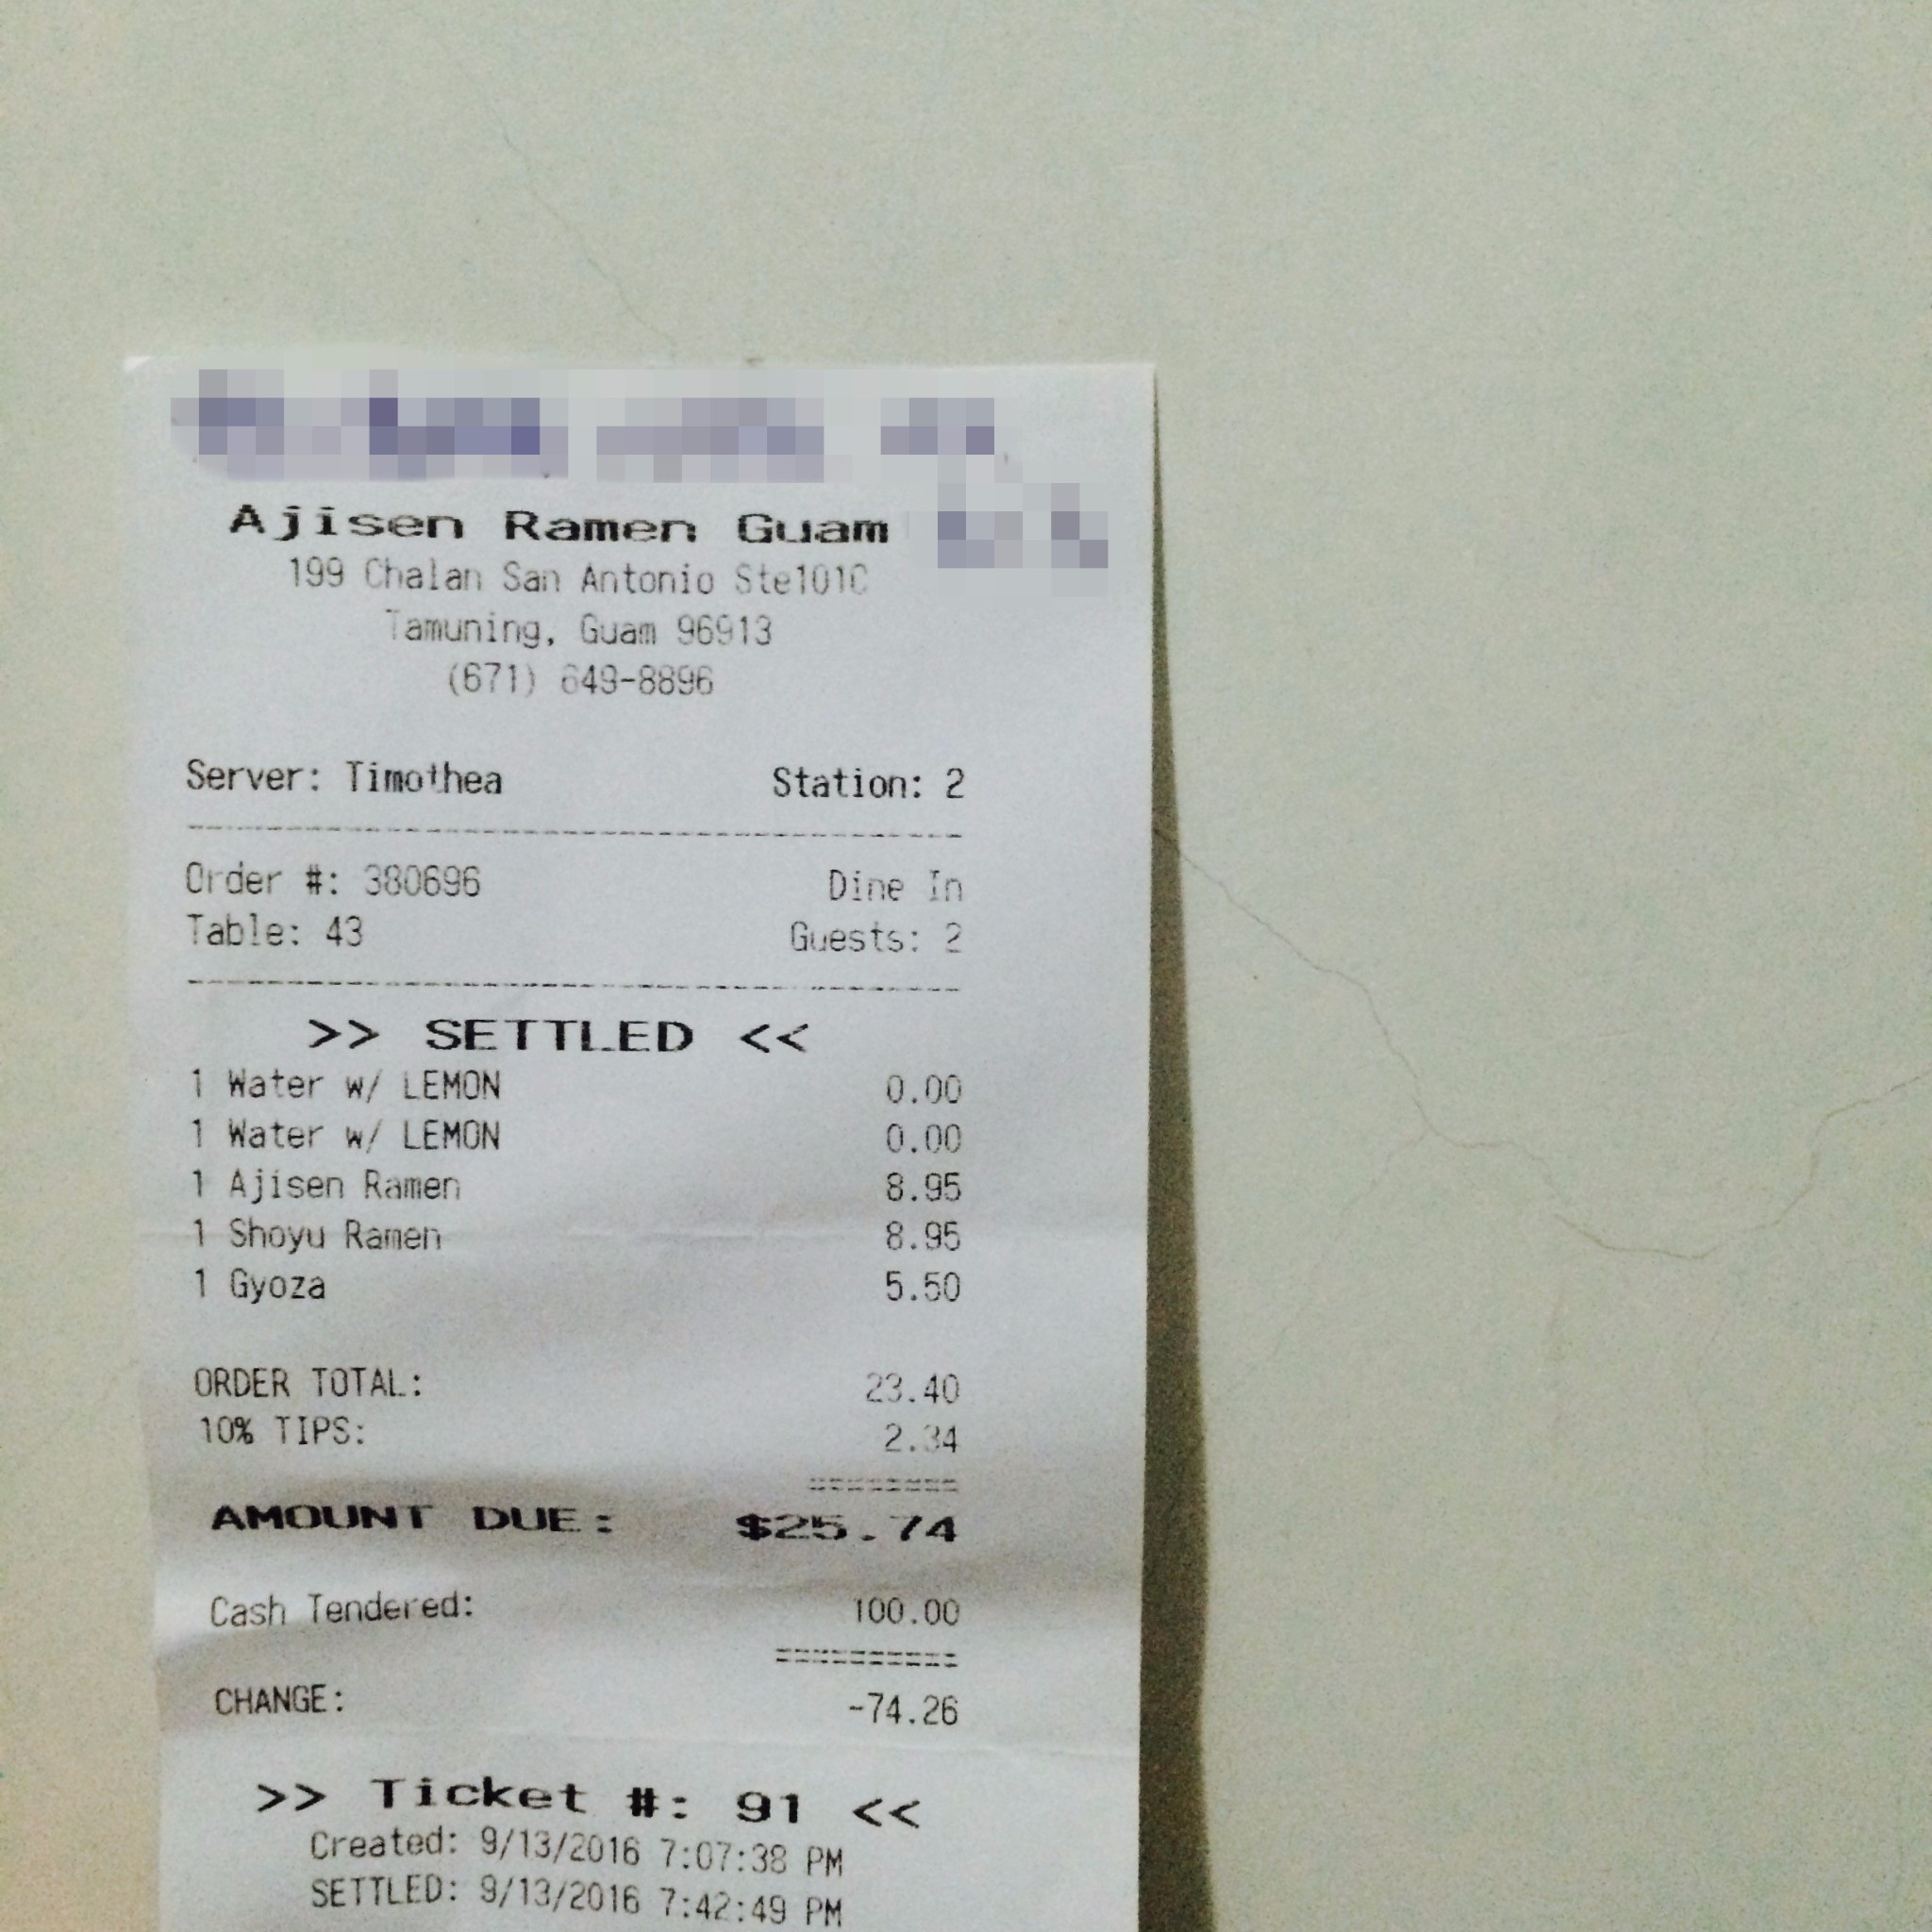 Ajisen Ramen Guam
199 Chalan San Antonio Ste101C
Tamuning, Guam 96913
(671) 649-8896
Server: Timothea Station: 2
Order #: 380696 Dine In
Table: 43 Guests: 2
>> SETTLED <<
1 Water w/ LEMON 0.00
1 Water w/ LEMON 0.00
1 Ajisen Ramen 8.95
1 Shoyu Ramen 8.95
1 Gyoza 5.50
ORDER TOTAL: 23.40
10% TIPS: 2.34
AMOUNT DUE: $25.74
Cash Tendered: 100.00
CHANGE: -74.26
>> Ticket #: 91 <<
Created: 9/13/2016 7:07:38 PM
SETTLED: 9/13/2016 7:42:49 PM